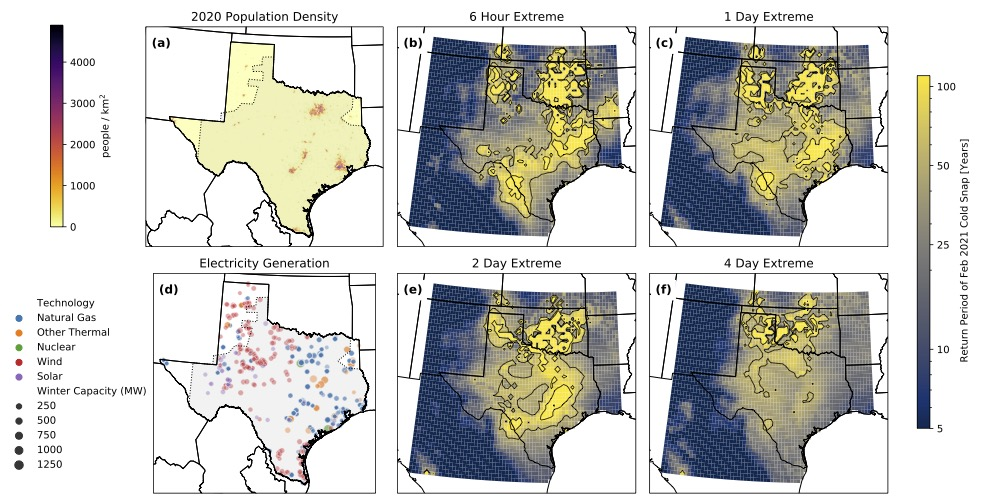 2020 Population Density
6 Hour Extreme
1 Day Extreme
(a)
(b)
(c)
4000
3000
2000
1000
0
people / km²
100
50
25
10
5
Return Period of Feb 2021 Cold Snap [Years]
Electricity Generation
2 Day Extreme
4 Day Extreme
(d)
(e)
(f)
Technology
Natural Gas
Other Thermal
Nuclear
Wind
Solar
Winter Capacity (MW)
250
500
750
1000
1250